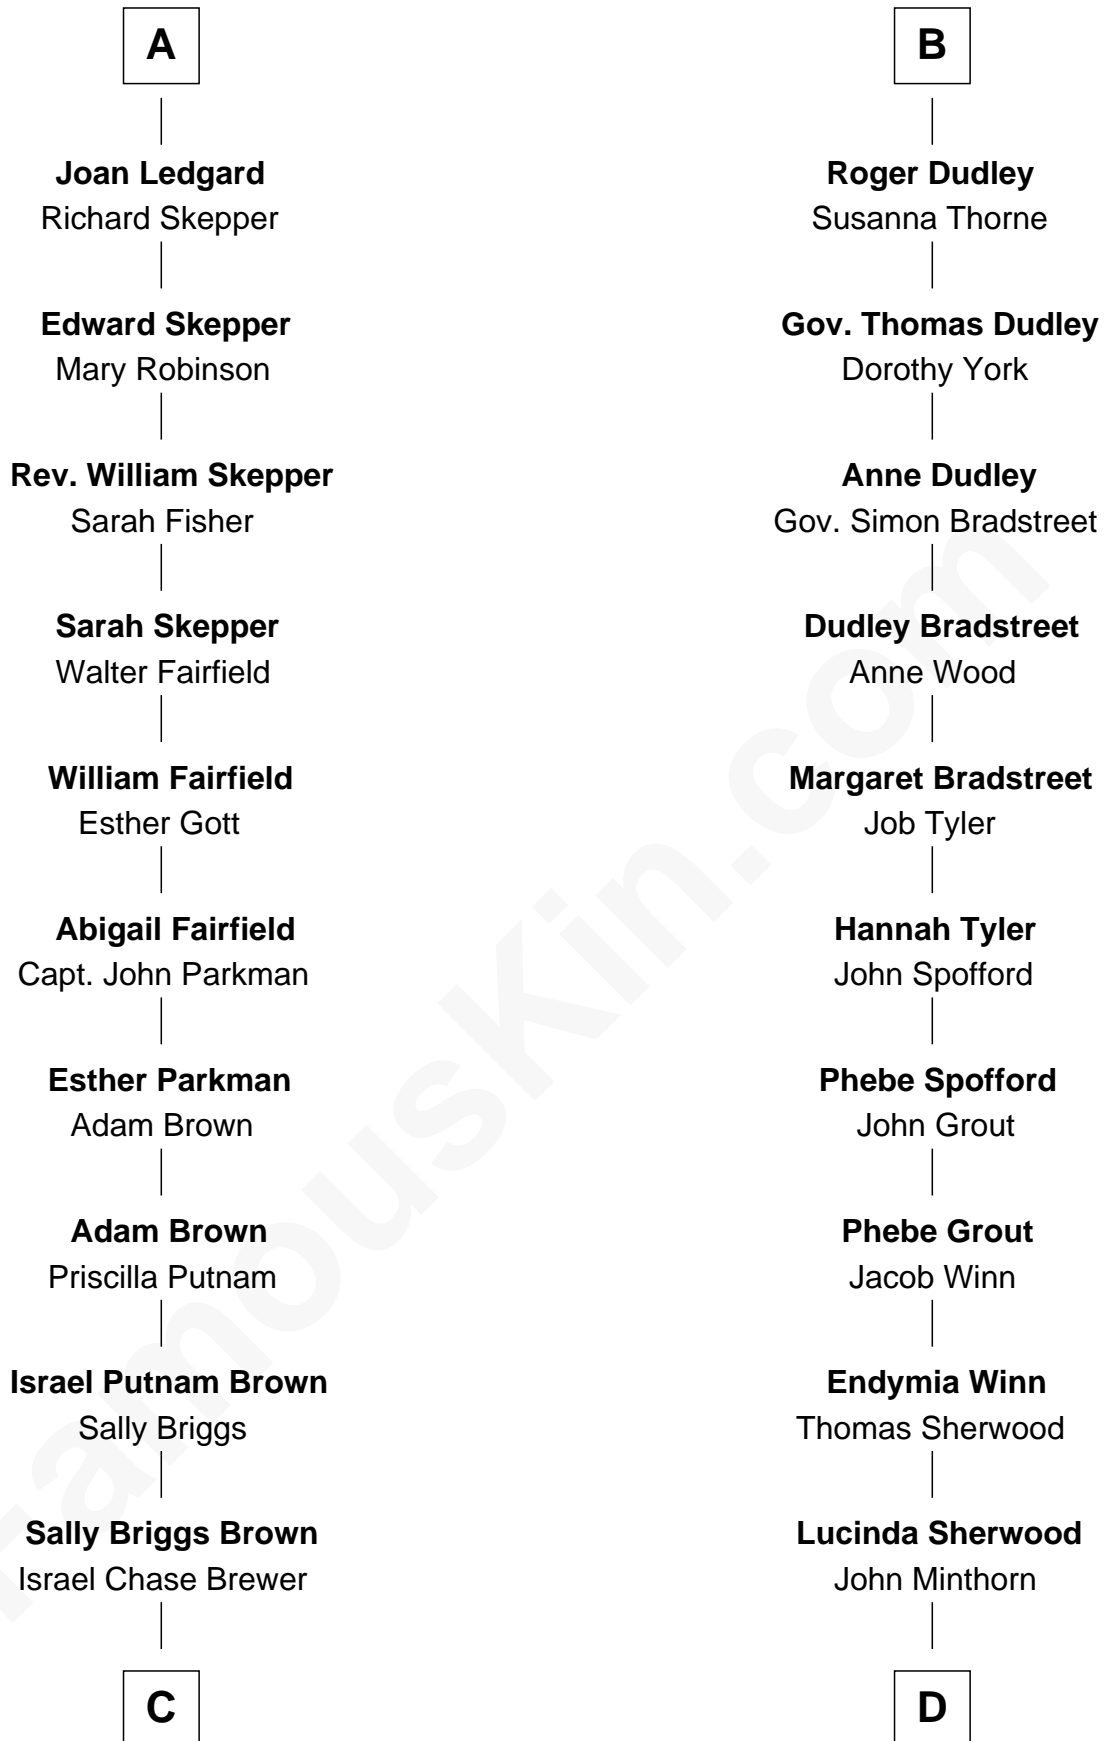 A
Joan Ledgard
Richard Skepper
Edward Skepper
Mary Robinson
Rev. William Skepper
Sarah Fisher
Sarah Skepper
Walter Fairfield
William Fairfield
Esther Gott
Abigail Fairfield
Capt. John Parkman
Esther Parkman
Adam Brown
Adam Brown
Priscilla Putnam
Israel Putnam Brown
Sally Briggs
Sally Briggs Brown
Israel Chase Brewer
C
B
Roger Dudley
Susanna Thorne
Gov. Thomas Dudley
Dorothy York
Anne Dudley
Gov. Simon Bradstreet
Dudley Bradstreet
Anne Wood
Margaret Bradstreet
Job Tyler
Hannah Tyler
John Spofford
Phebe Spofford
John Grout
Phebe Grout
Jacob Winn
Endymia Winn
Thomas Sherwood
Lucinda Sherwood
John Minthorn
D
FamousKin.com